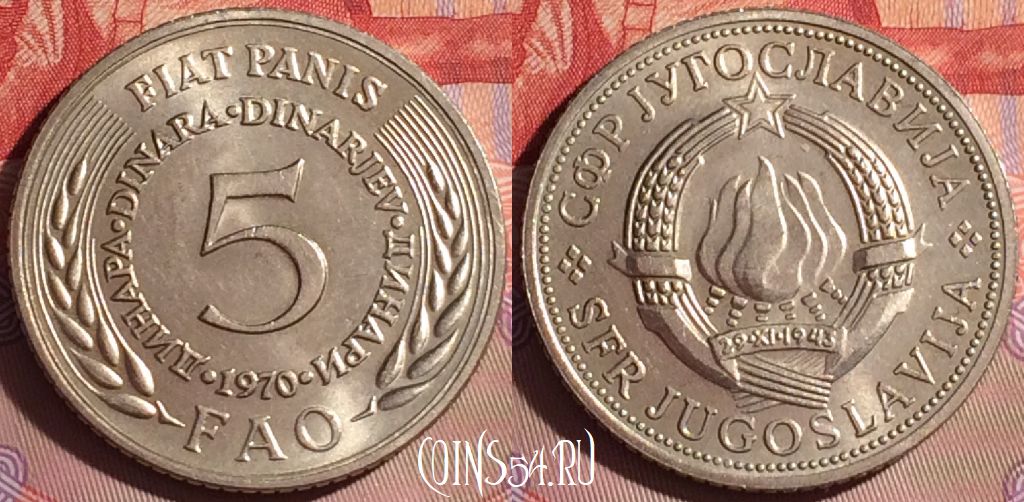 FIAT PANIS
ДИНАРА·DINARA·DINARJEV·ДИНАРИ·1970·
5
FAO
СФР ЈУГОСЛАВИЈА
29·XI·1943
SFR JUGOSLAVIJA
COINS54.RU